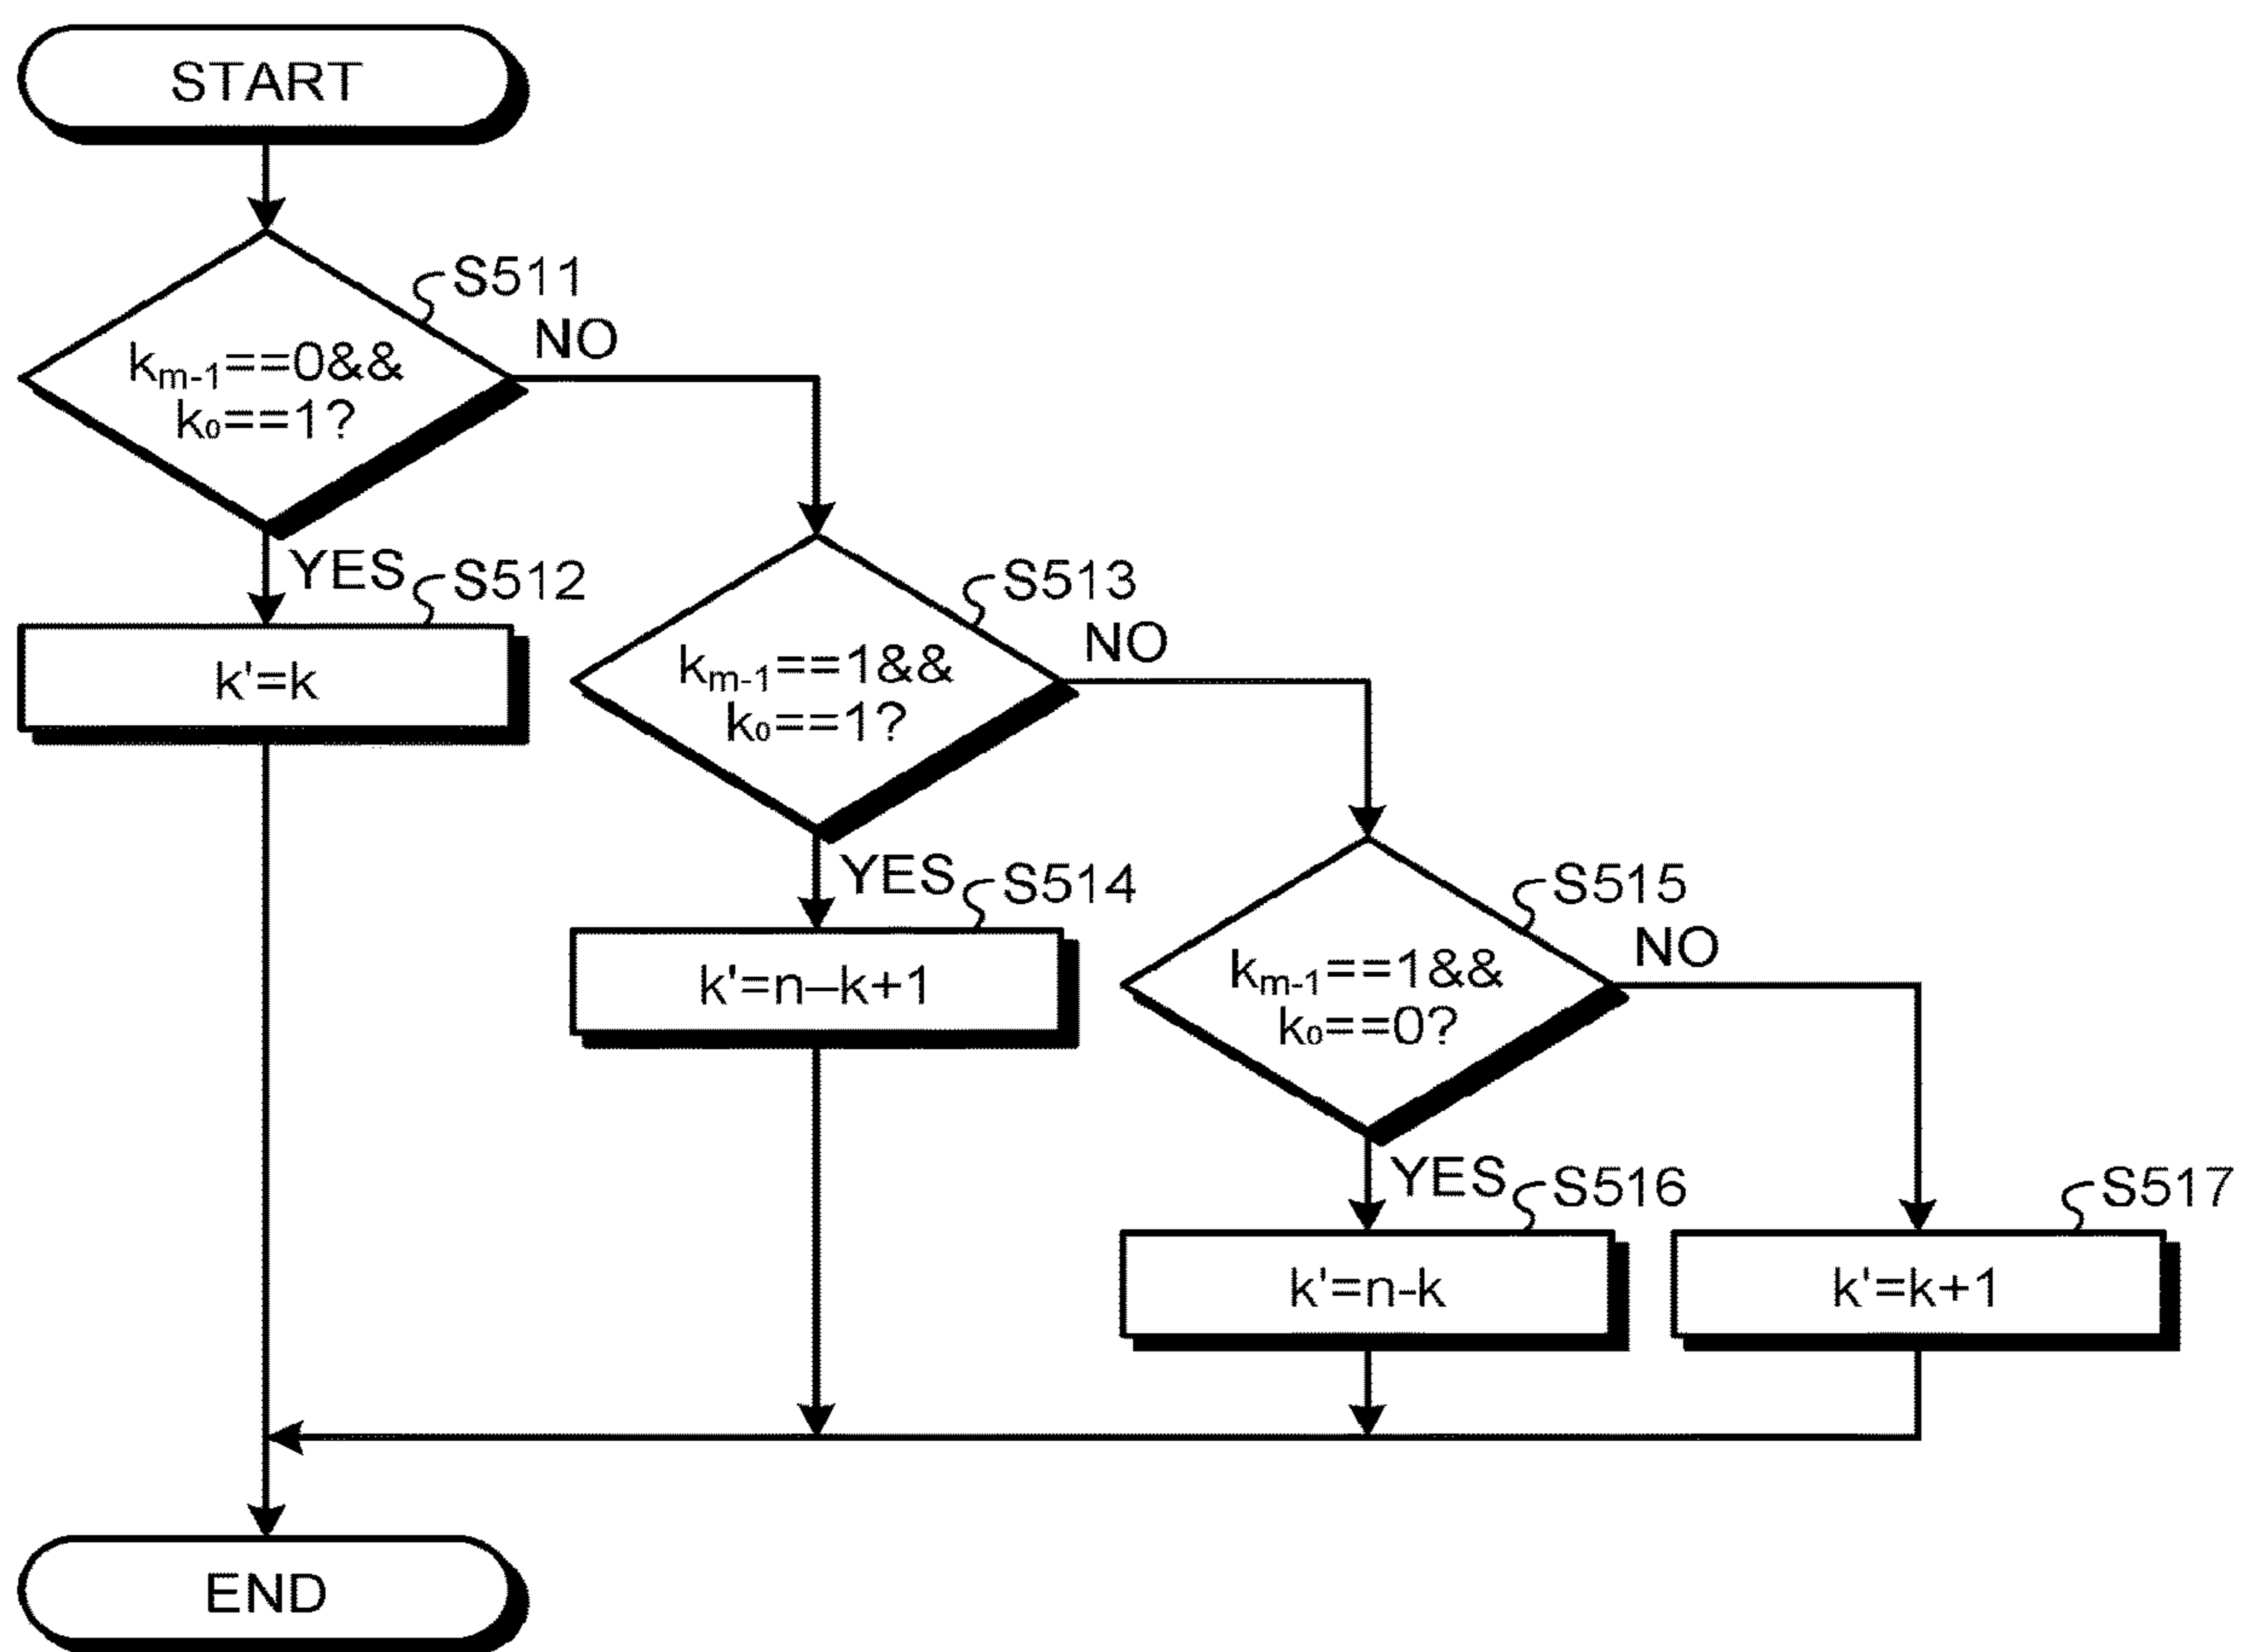 START
S511
NO
kₘ₋₁==0&&
k₀==1?
YES
S512
k'=k
S513
NO
kₘ₋₁==1&&
k₀==1?
YES
S514
k'=n–k+1
S515
NO
kₘ₋₁==1&&
k₀==0?
YES
S516
k'=n-k
S517
k'=k+1
END